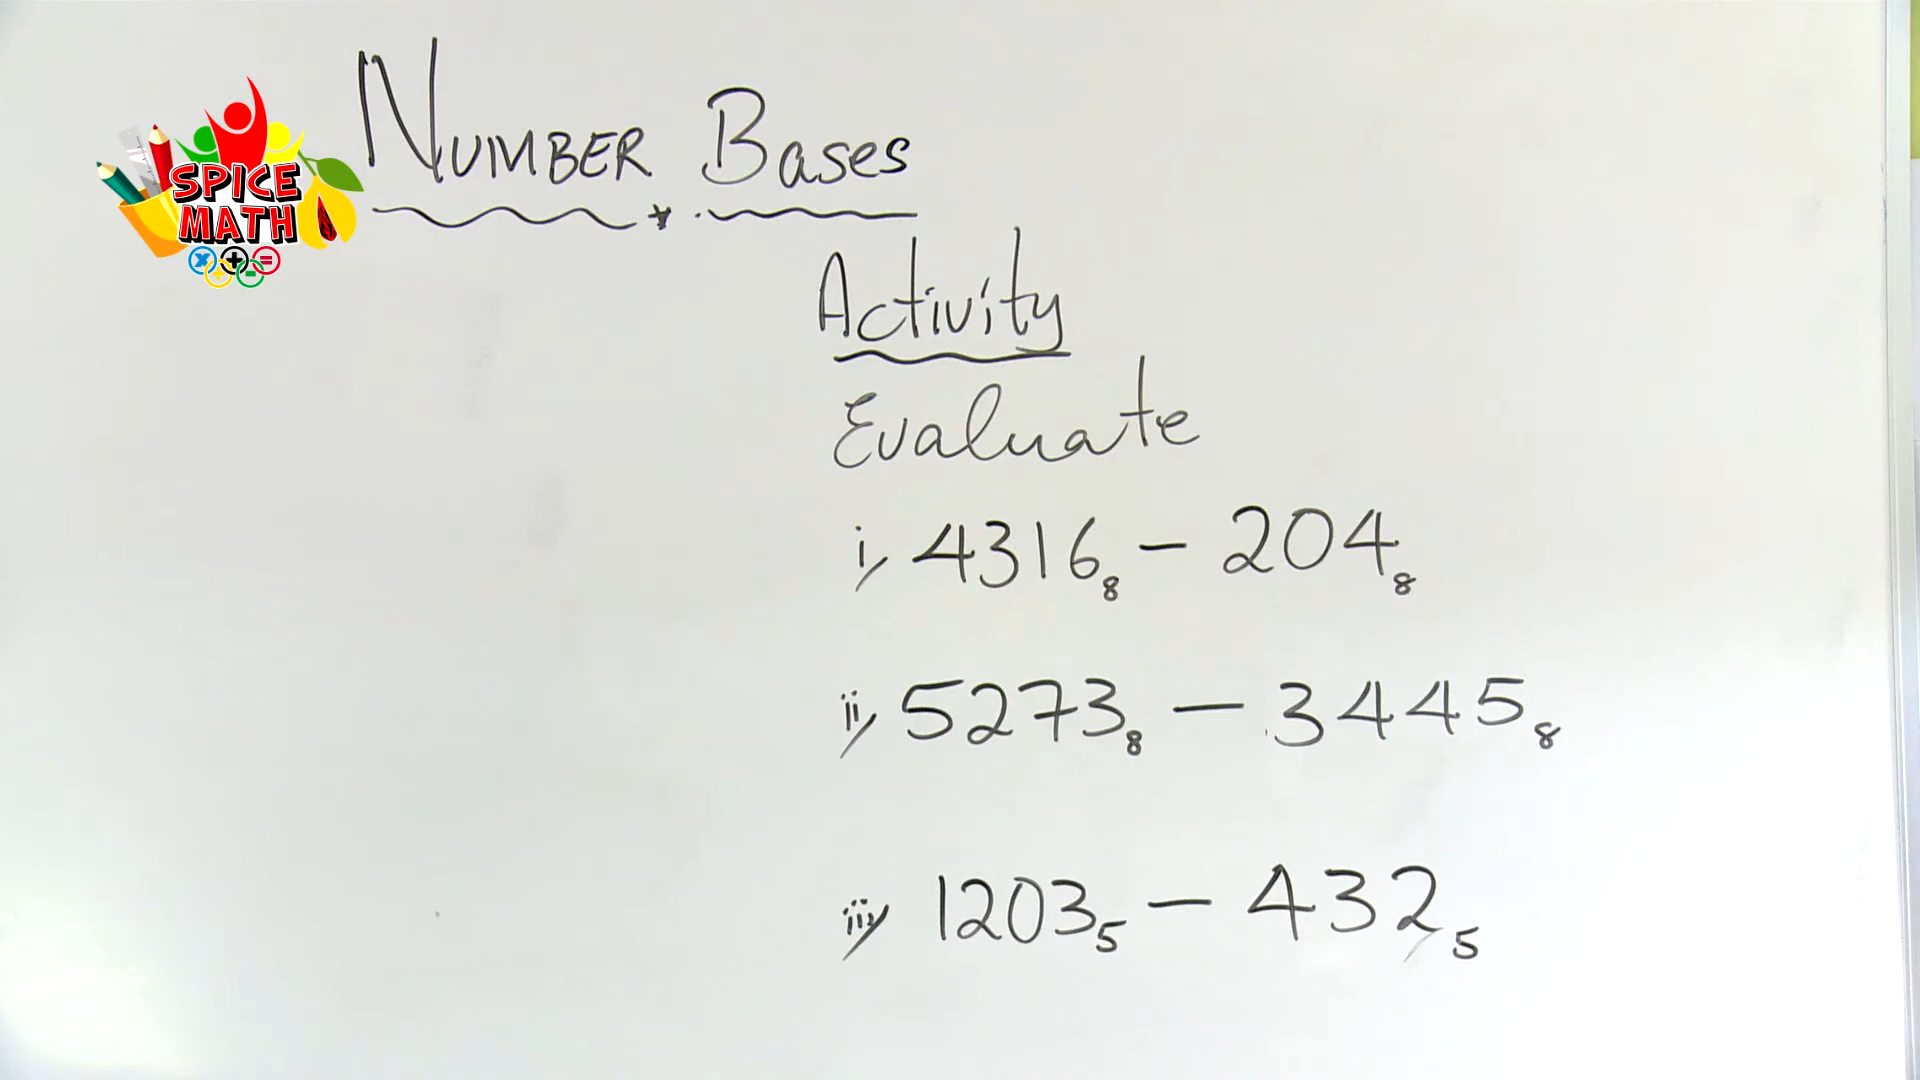 SPICE
MATH
NUMBER Bases
Activity
Evaluate
i, 4316₈ - 204₈
ii, 5273₈ - 3445₈
iii, 1203₅ - 432₅